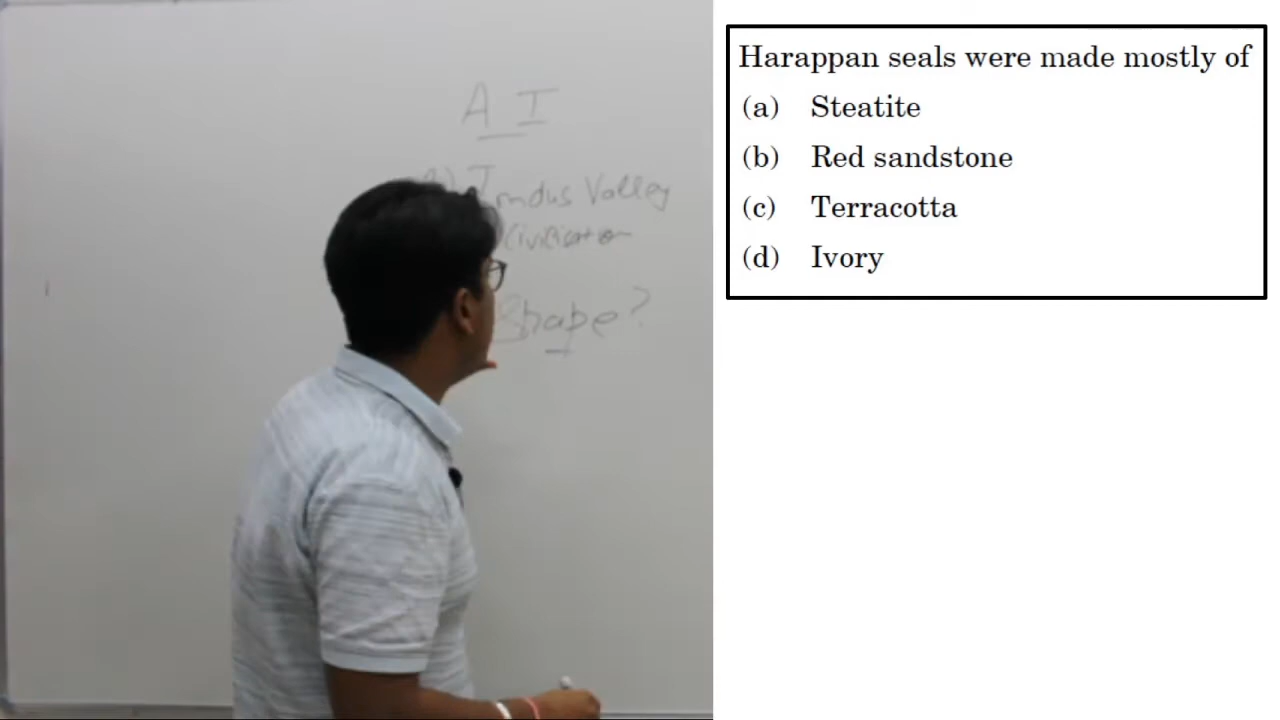 A I
Indus Valley
Civilization
Shape?
Harappan seals were made mostly of
(a) Steatite
(b) Red sandstone
(c) Terracotta
(d) Ivory